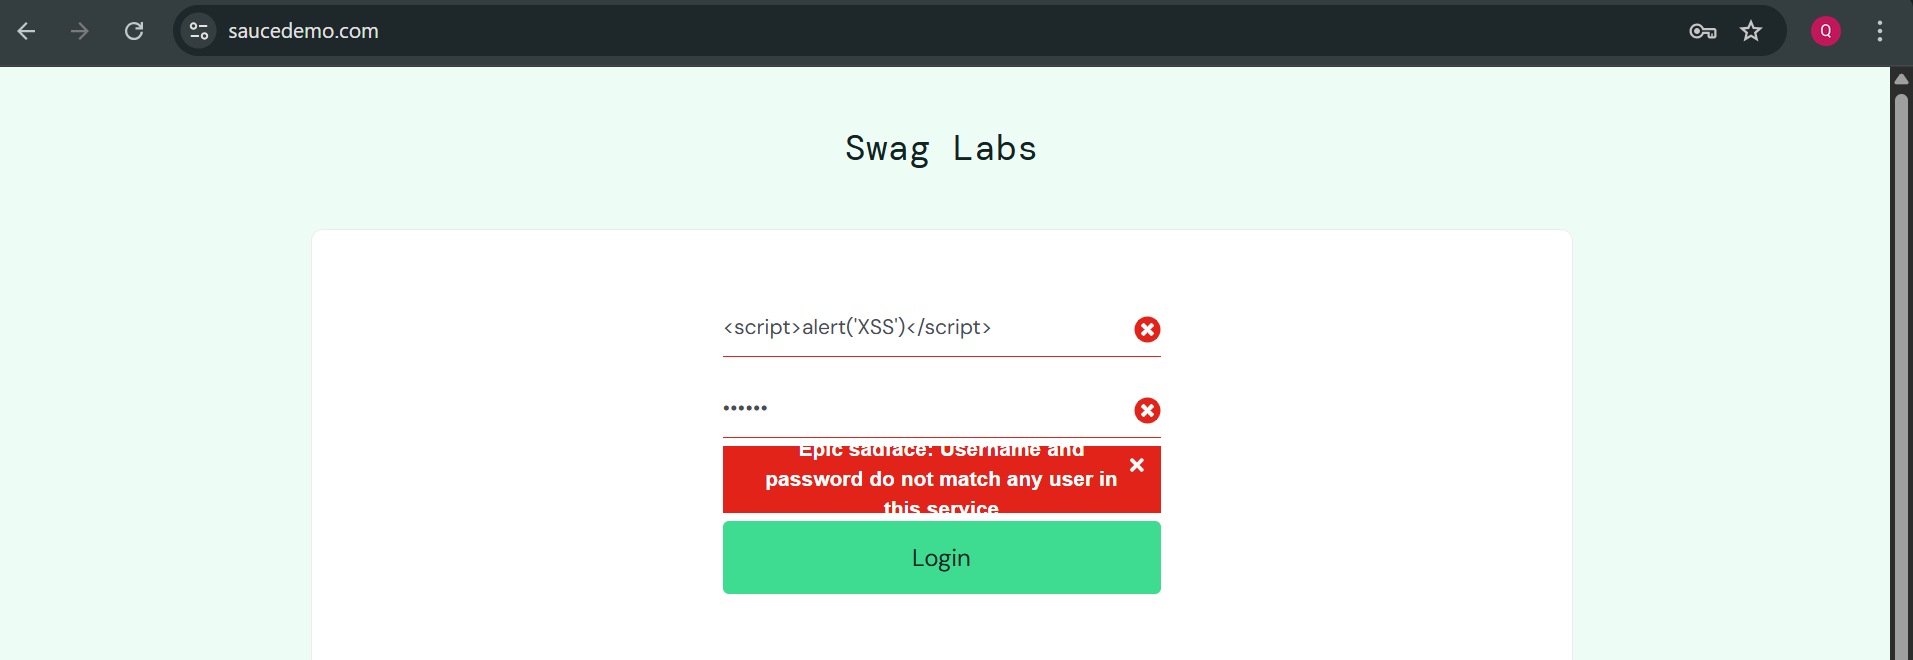 saucedemo.com
Q
Swag Labs
<script>alert('XSS')</script>
••••••
Epic sadface: Username and
password do not match any user in
this service
Login